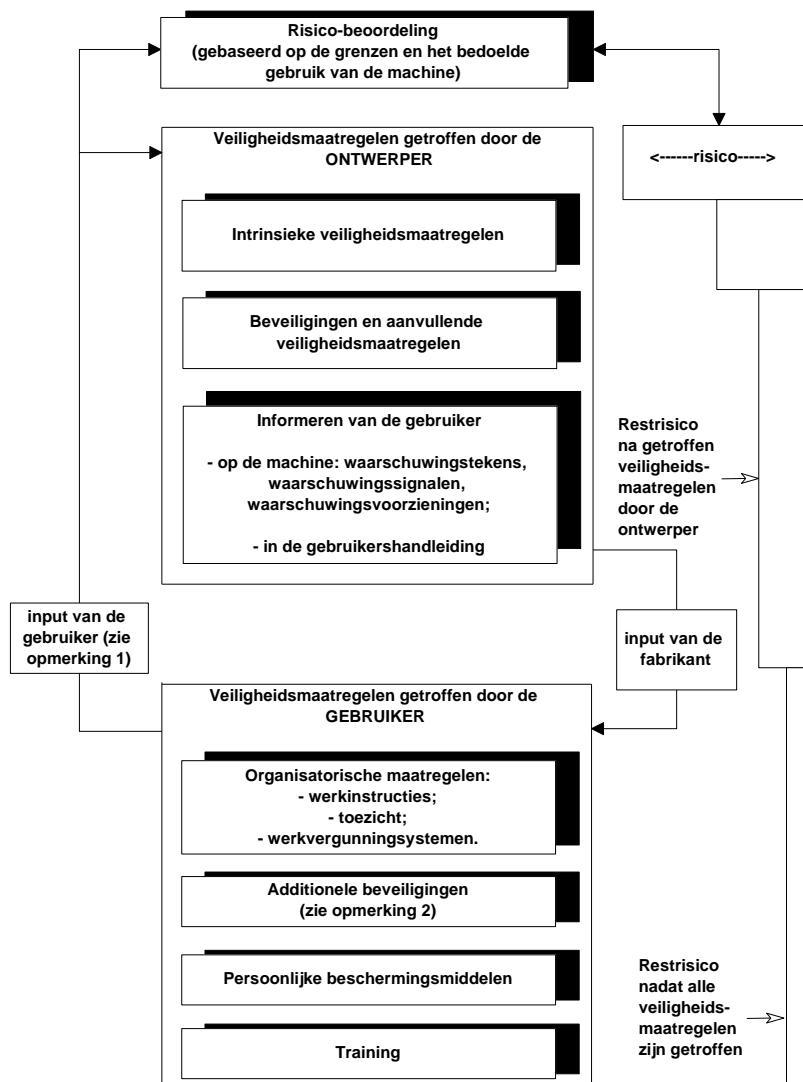 Risico-beoordeling
(gebaseerd op de grenzen en het bedoelde
gebruik van de machine)
<------risico----->
Veiligheidsmaatregelen getroffen door de
ONTWERPER
Intrinsieke veiligheidsmaatregelen
Beveiligingen en aanvullende
veiligheidsmaatregelen
Informeren van de gebruiker
- op de machine: waarschuwingstekens,
waarschuwingssignalen,
waarschuwingsvoorzieningen;
- in de gebruikershandleiding
Restrisico
na getroffen
veiligheids-
maatregelen
door de
ontwerper
input van de
gebruiker (zie
opmerking 1)
input van de
fabrikant
Veiligheidsmaatregelen getroffen door de
GEBRUIKER
Organisatorische maatregelen:
- werkinstructies;
- toezicht;
- werkvergunningsystemen.
Additionele beveiligingen
(zie opmerking 2)
Persoonlijke beschermingsmiddelen
Training
Restrisico
nadat alle
veiligheids-
maatregelen
zijn getroffen